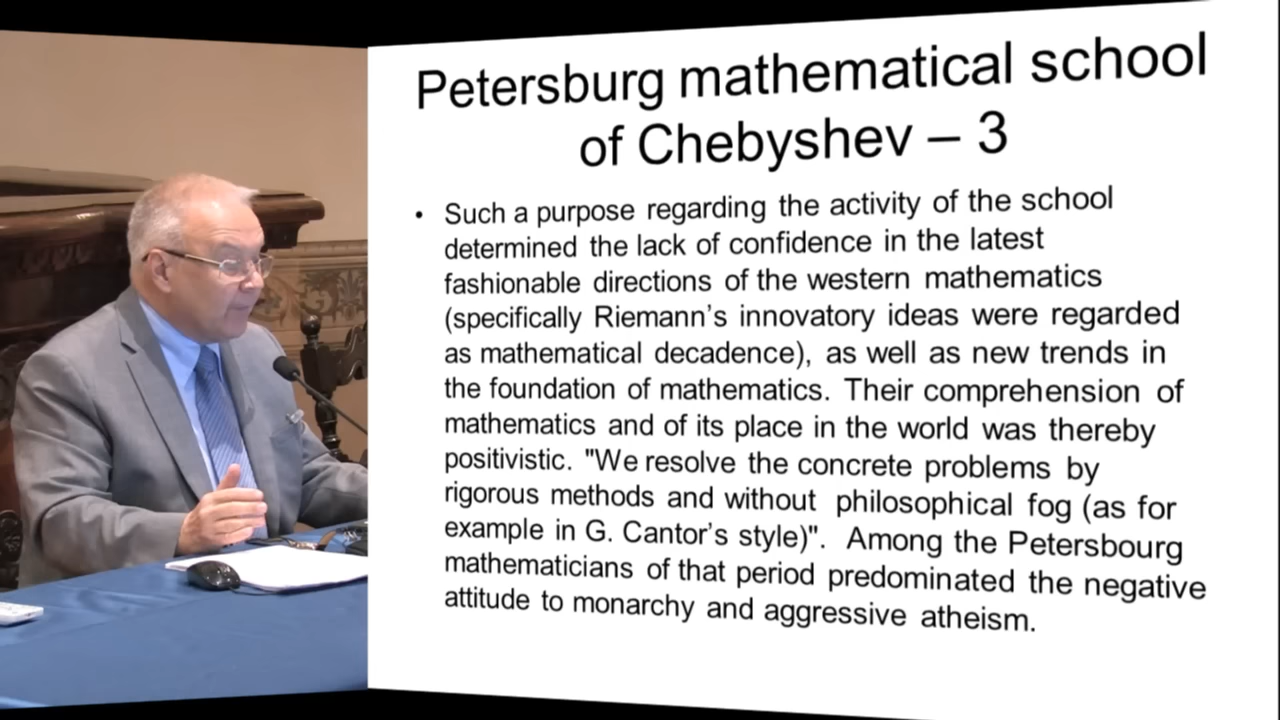 Petersburg mathematical school
of Chebyshev – 3
• Such a purpose regarding the activity of the school
determined the lack of confidence in the latest
fashionable directions of the western mathematics
(specifically Riemann's innovatory ideas were regarded
as mathematical decadence), as well as new trends in
the foundation of mathematics. Their comprehension of
mathematics and of its place in the world was thereby
positivistic. "We resolve the concrete problems by
rigorous methods and without philosophical fog (as for
example in G. Cantor's style)". Among the Petersbourg
mathematicians of that period predominated the negative
attitude to monarchy and aggressive atheism.